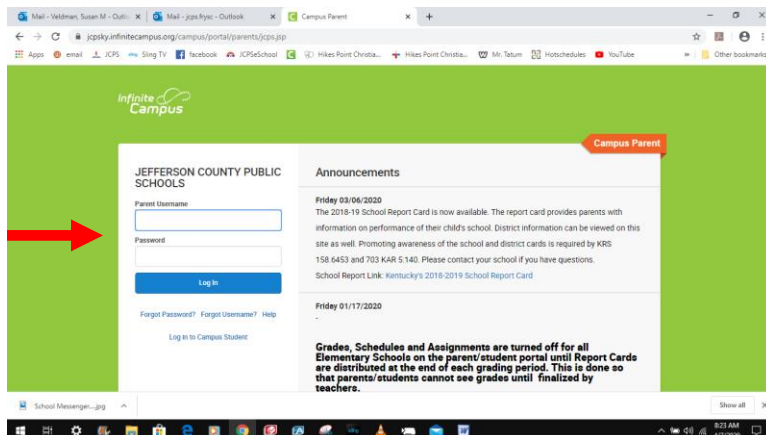 Mail - Veldman, Susan M - Outlo
Mail - jcps.frysc - Outlook
Campus Parent
jcpsky.infinitecampus.org/campus/portal/parents/jcps.jsp
Apps
email
JCPS
Sling TV
facebook
JCPSeSchool
Hikes Point Christia...
Hikes Point Christia...
Mr. Tatum
Hotschedules
YouTube
Other bookmarks
Infinite
Campus
Campus Parent
JEFFERSON COUNTY PUBLIC
SCHOOLS
Parent Username
Password
Log In
Forgot Password? Forgot Username? Help
Log in to Campus Student
Announcements
Friday 03/06/2020
The 2018-19 School Report Card is now available. The report card provides parents with
information on performance of their child's school. District information can be viewed on this
site as well. Promoting awareness of the school and district cards is required by KRS
158.6453 and 703 KAR 5:140. Please contact your school if you have questions.
School Report Link: Kentucky's 2018-2019 School Report Card
Friday 01/17/2020
-
Grades, Schedules and Assignments are turned off for all
Elementary Schools on the parent/student portal until Report Cards
are distributed at the end of each grading period. This is done so
that parents/students cannot see grades until finalized by
teachers.
School Messenger....jpg
Show all
8:23 AM